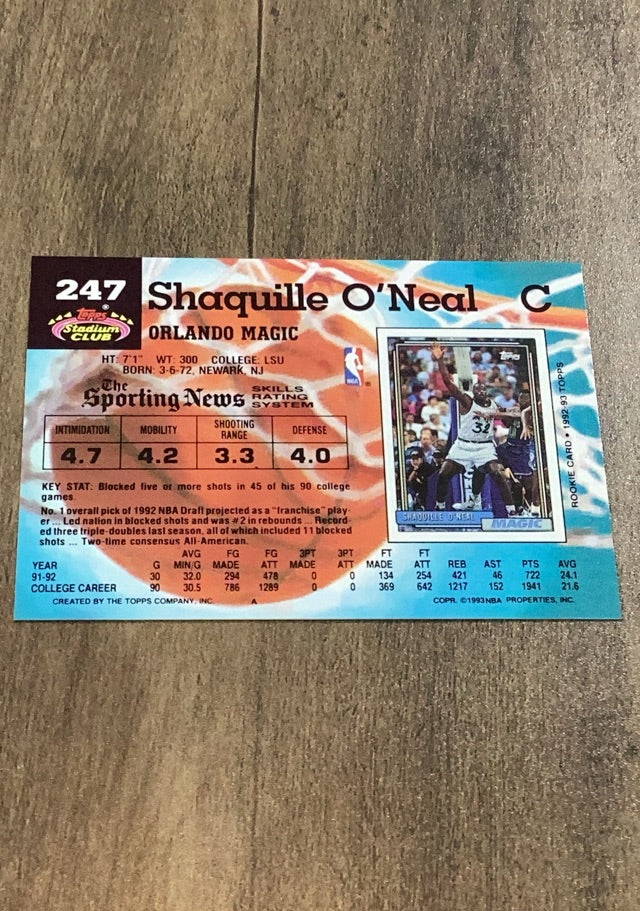 247
Topps®
Stadium
CLUB
Shaquille O'Neal C
ORLANDO MAGIC
HT: 7'1" WT: 300 COLLEGE: LSU
BORN: 3-6-72, NEWARK, NJ
NBA
The
Sporting News
SKILLS
RATING
SYSTEM
INTIMIDATION MOBILITY SHOOTING RANGE DEFENSE
4.7 4.2 3.3 4.0
KEY STAT: Blocked five or more shots in 45 of his 90 college
games.
No. 1 overall pick of 1992 NBA Draft projected as a "franchise" play-
er ... Led nation in blocked shots and was #2 in rebounds ... Record-
ed three triple-doubles last season, all of which included 11 blocked
shots ... Two-time consensus All-American.
Topps
32
SHAQUILLE O'NEAL
MAGIC
ROOKIE CARD • 1992-93 TOPPS
AVG FG FG 3PT 3PT FT FT
YEAR G MIN/G MADE ATT MADE ATT MADE ATT REB AST PTS AVG
91-92 30 32.0 294 478 0 0 134 254 421 46 722 24.1
COLLEGE CAREER 90 30.5 786 1289 0 0 369 642 1217 152 1941 21.6
CREATED BY THE TOPPS COMPANY, INC. A COPR. ©1993 NBA PROPERTIES, INC.